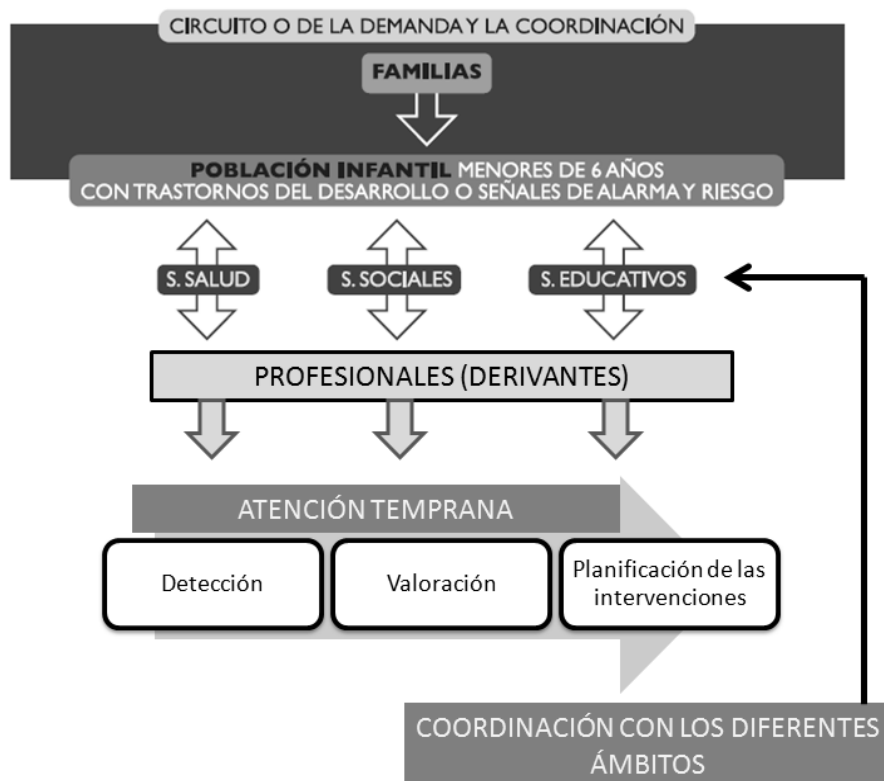 CIRCUITO O DE LA DEMANDA Y LA COORDINACIÓN
FAMILIAS
POBLACIÓN INFANTIL MENORES DE 6 AÑOS
CON TRASTORNOS DEL DESARROLLO O SEÑALES DE ALARMA Y RIESGO
S. SALUD
S. SOCIALES
S. EDUCATIVOS
PROFESIONALES (DERIVANTES)
ATENCIÓN TEMPRANA
Detección
Valoración
Planificación de las
intervenciones
COORDINACIÓN CON LOS DIFERENTES
ÁMBITOS